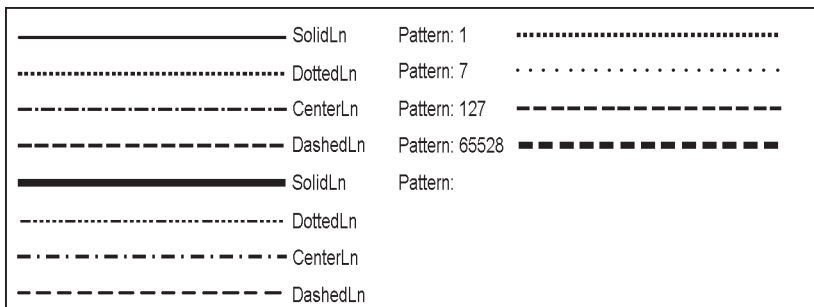 SolidLn Pattern: 1
DottedLn Pattern: 7
CenterLn Pattern: 127
DashedLn Pattern: 65528
SolidLn Pattern:
DottedLn
CenterLn
DashedLn